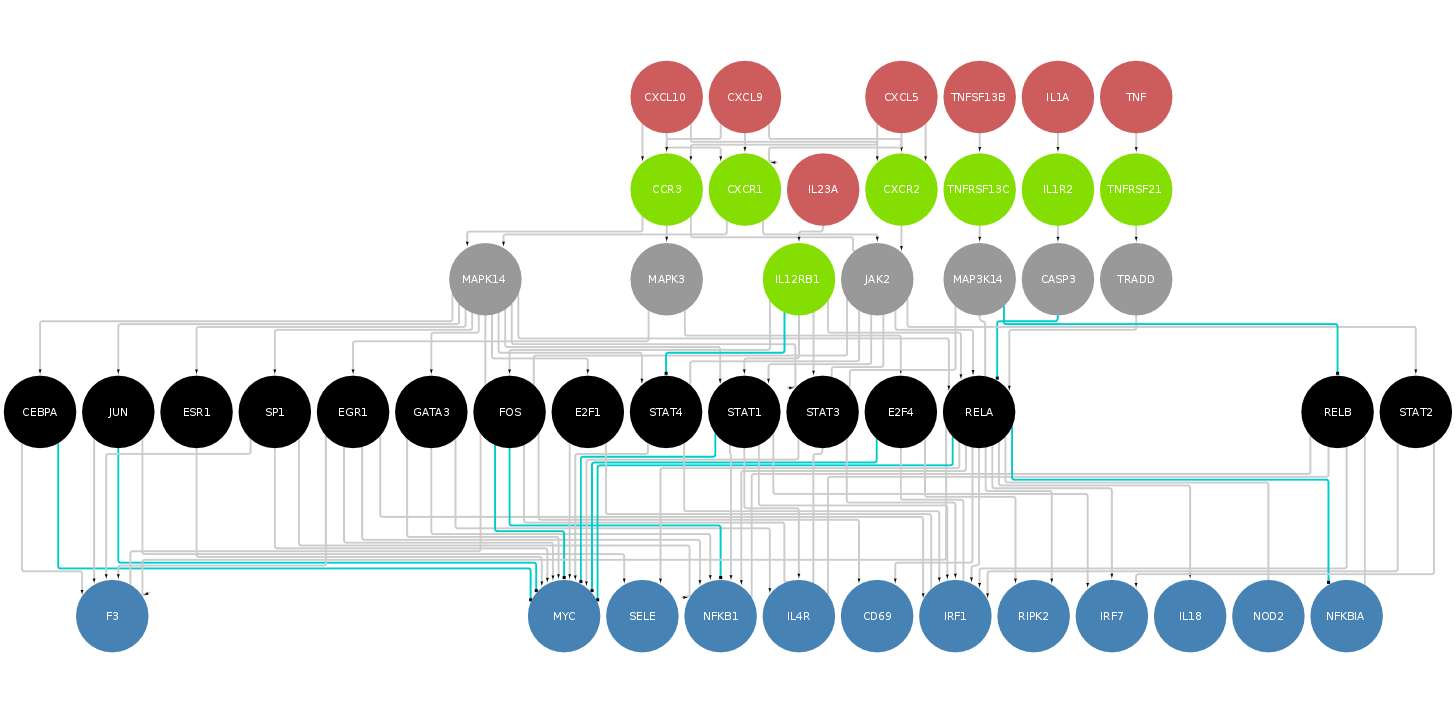 CXCL10 CXCL9 CXCL5 TNFSF13B IL1A TNF
CCR3 CXCR1 IL23A CXCR2 TNFRSF13C IL1R2 TNFRSF21
MAPK14 MAPK3 IL12RB1 JAK2 MAP3K14 CASP3 TRADD
CEBPA JUN ESR1 SP1 EGR1 GATA3 FOS E2F1 STAT4 STAT1 STAT3 E2F4 RELA RELB STAT2
F3 MYC SELE NFKB1 IL4R CD69 IRF1 RIPK2 IRF7 IL18 NOD2 NFKBIA